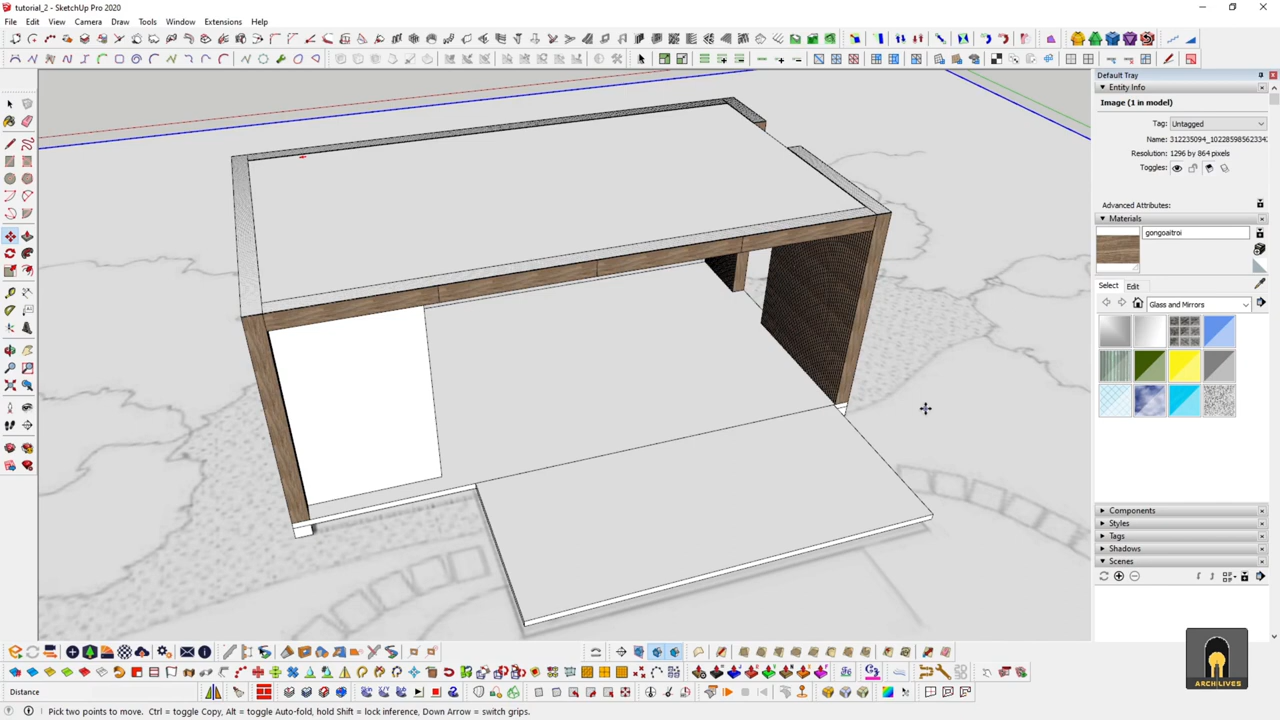 tutorial_2 - SketchUp Pro 2020
File Edit View Camera Draw Tools Window Extensions Help
Default Tray
Entity Info
Image (1 in model)
Tag: Untagged
Name:
Resolution: 1296 by 864 pixels
Toggles:
Advanced Attributes:
Materials
gongoaitroi
Select Edit
Glass and Mirrors
Components
Styles
Tags
Shadows
Scenes
ARCHLIVES
Distance
Pick two points to move. Ctrl = toggle Copy, Alt = toggle Auto-fold, hold Shift = lock inference, Down Arrow = switch grips.